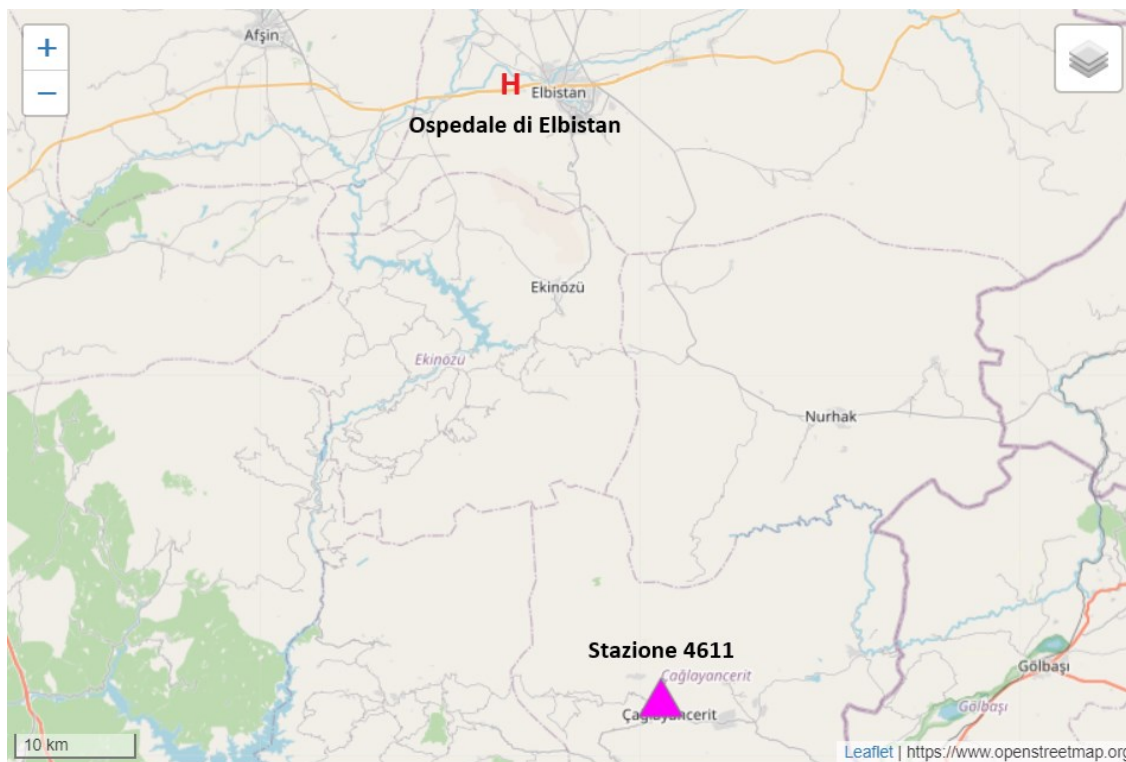 Afşin
+
−
H
Elbistan
Ospedale di Elbistan
Ekinözü
Ekinözü
Nurhak
Stazione 4611
Çağlayancerit
Gölbaşı
Çağlayancerit
Gölbaşı
10 km
Leaflet | https://www.openstreetmap.org